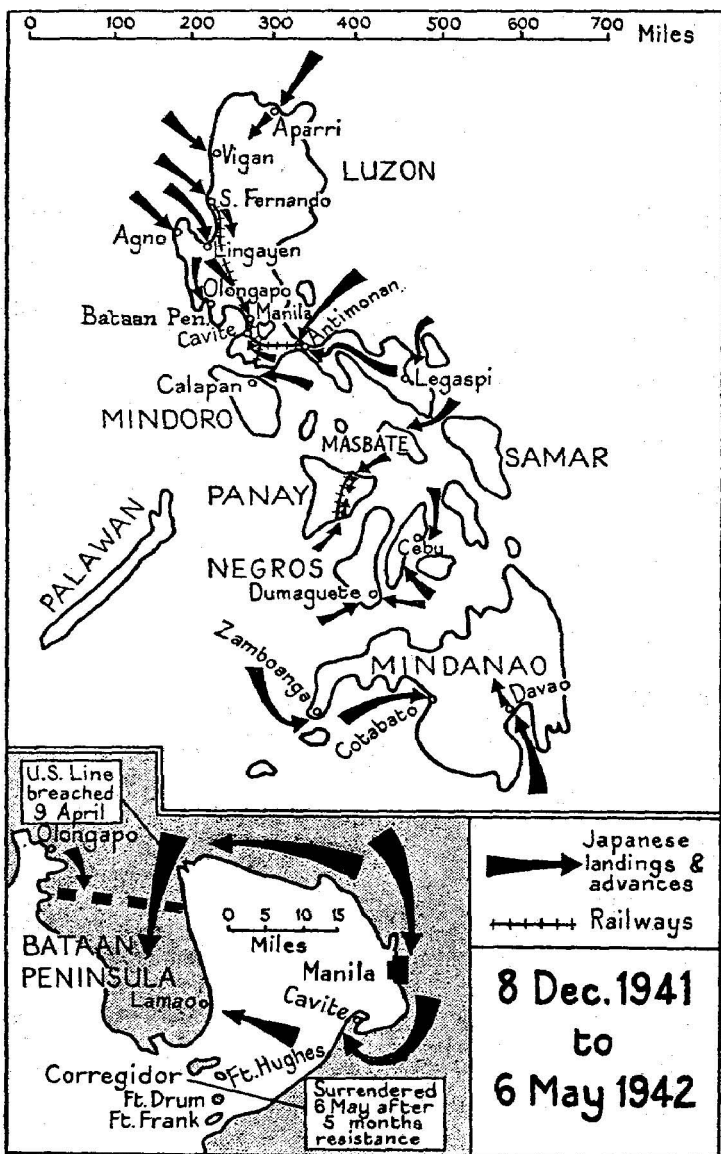 0 100 200 300 400 500 600 700 Miles
Aparri
Vigan
LUZON
S. Fernando
Agno
Lingayen
Olongapo
Manila
Bataan Pen.
Cavite
Antimonan
Calapan
Legaspi
MINDORO
MASBATE
SAMAR
PANAY
PALAWAN
Cebu
NEGROS
Dumaguete
Zamboanga
MINDANAO
Davao
Cotabato
U.S. Line
breached
9 April
Olongapo
0 5 10 15
Miles
BATAAN
PENINSULA
Manila
Lamao
Cavite
Corregidor
Ft. Hughes
Ft. Drum
Ft. Frank
Surrendered
6 May after
5 months
resistance
Japanese
landings &
advances
Railways
8 Dec. 1941
to
6 May 1942